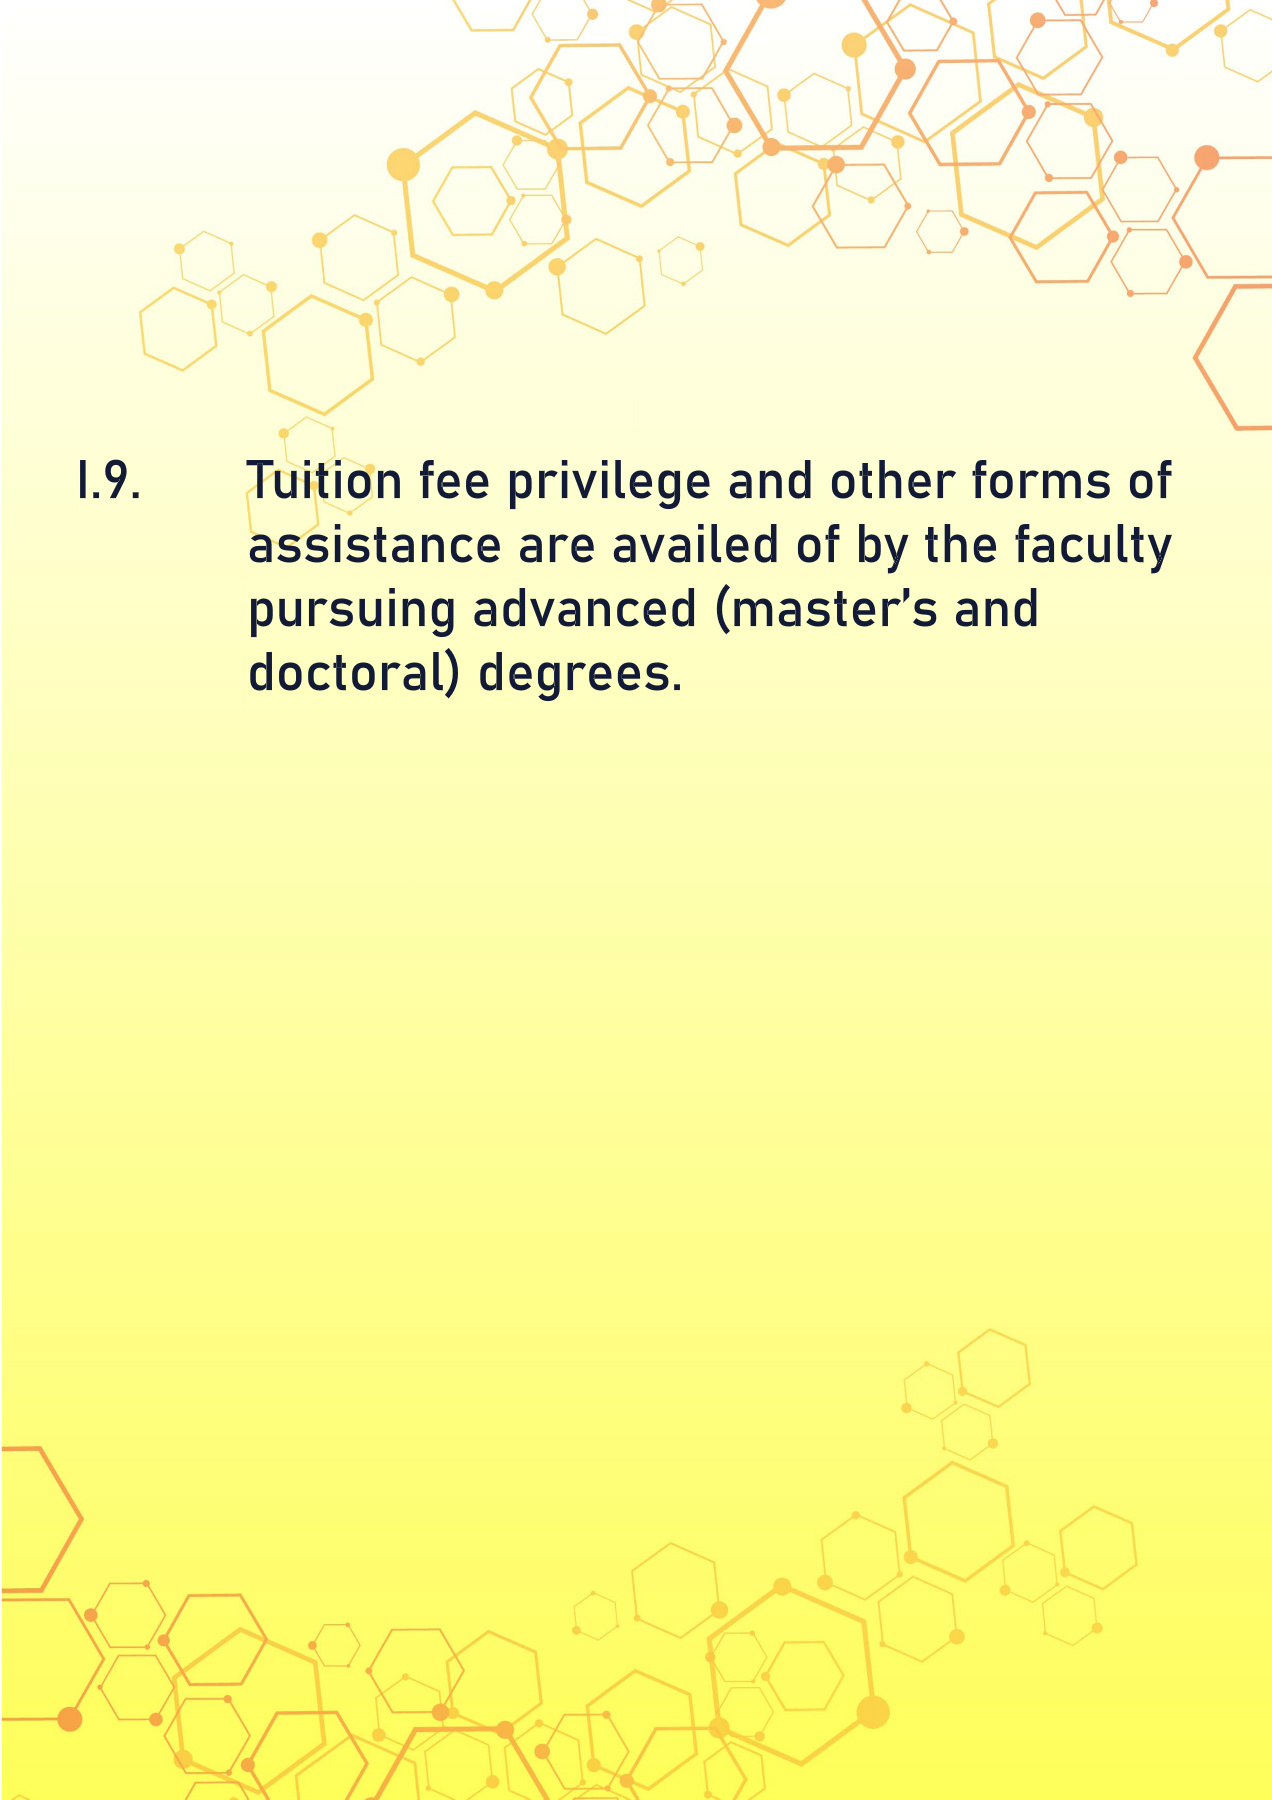 I.9. Tuition fee privilege and other forms of
assistance are availed of by the faculty
pursuing advanced (master’s and
doctoral) degrees.